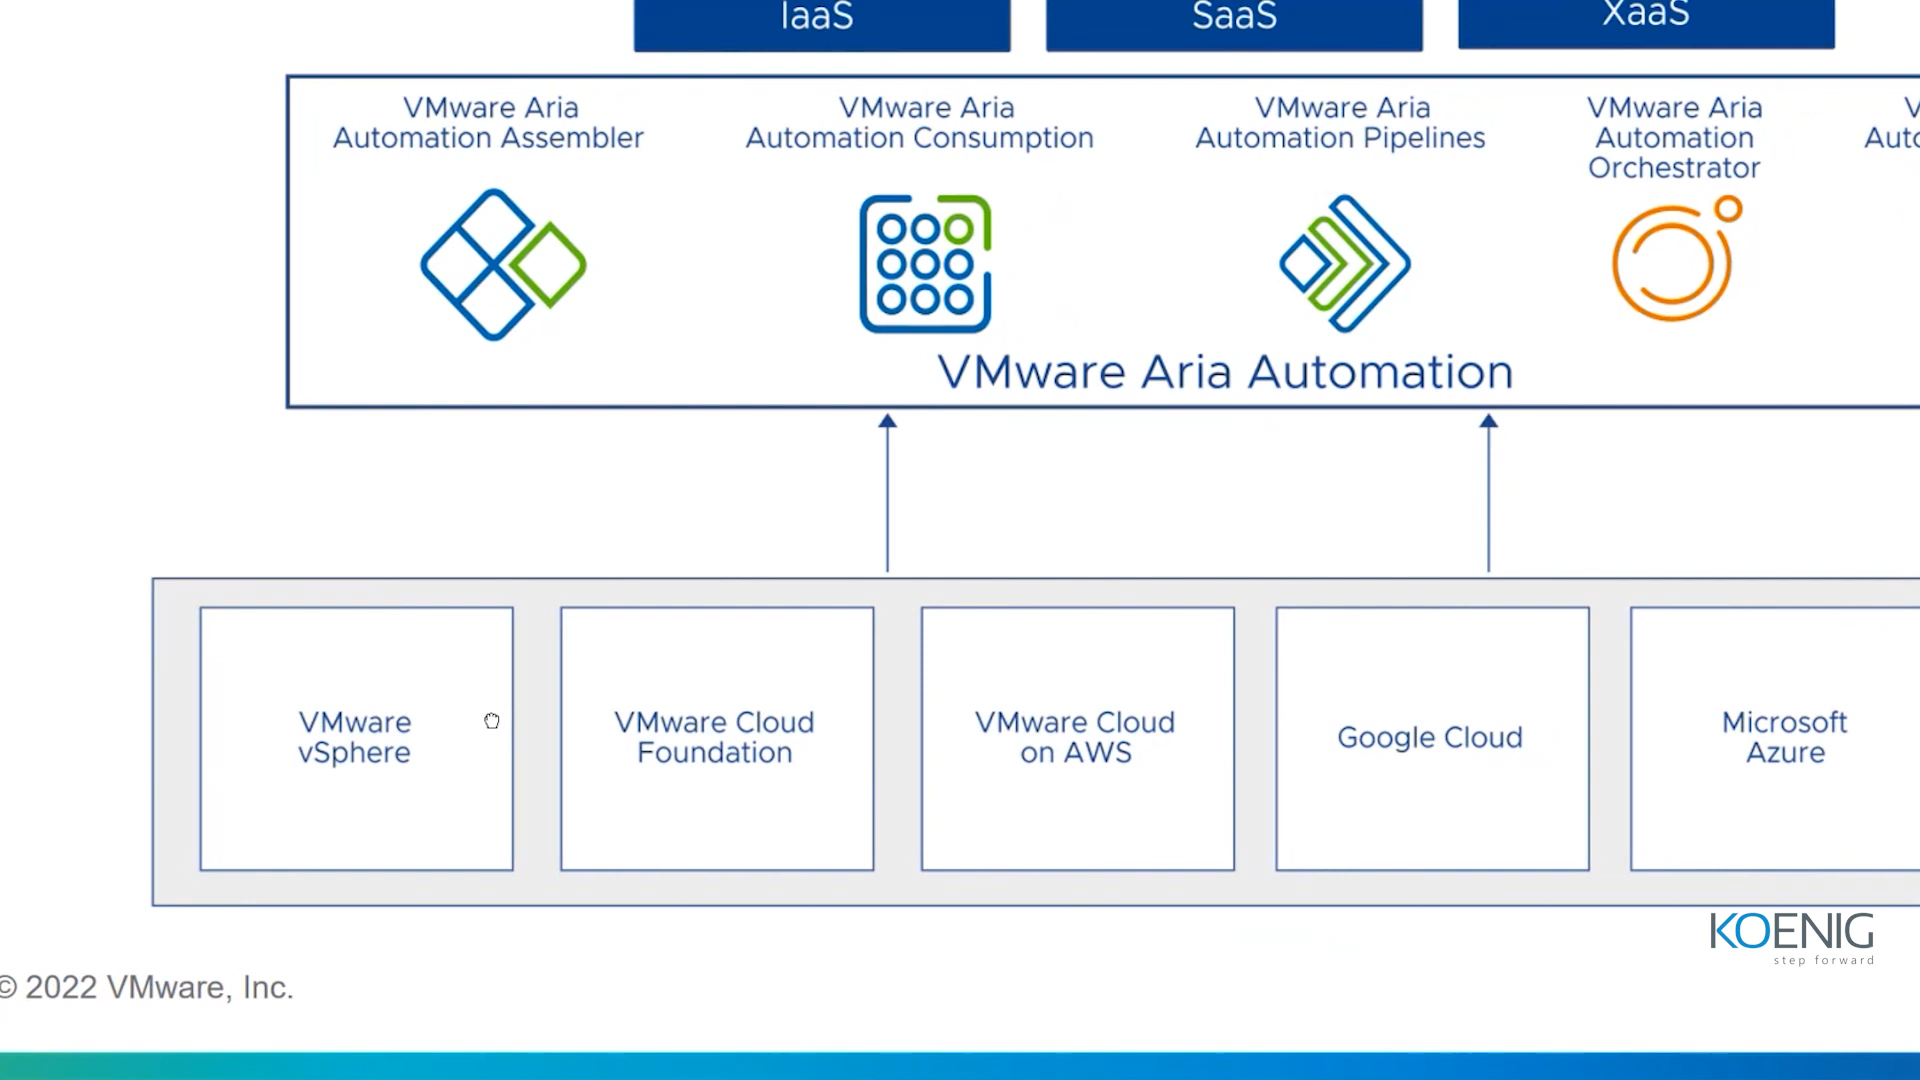 IaaS
SaaS
XaaS
VMware Aria
Automation Assembler
VMware Aria
Automation Consumption
VMware Aria
Automation Pipelines
VMware Aria
Automation
Orchestrator
VMware Aria Automation
VMware
vSphere
VMware Cloud
Foundation
VMware Cloud
on AWS
Google Cloud
Microsoft
Azure
KOENIG
step forward
© 2022 VMware, Inc.